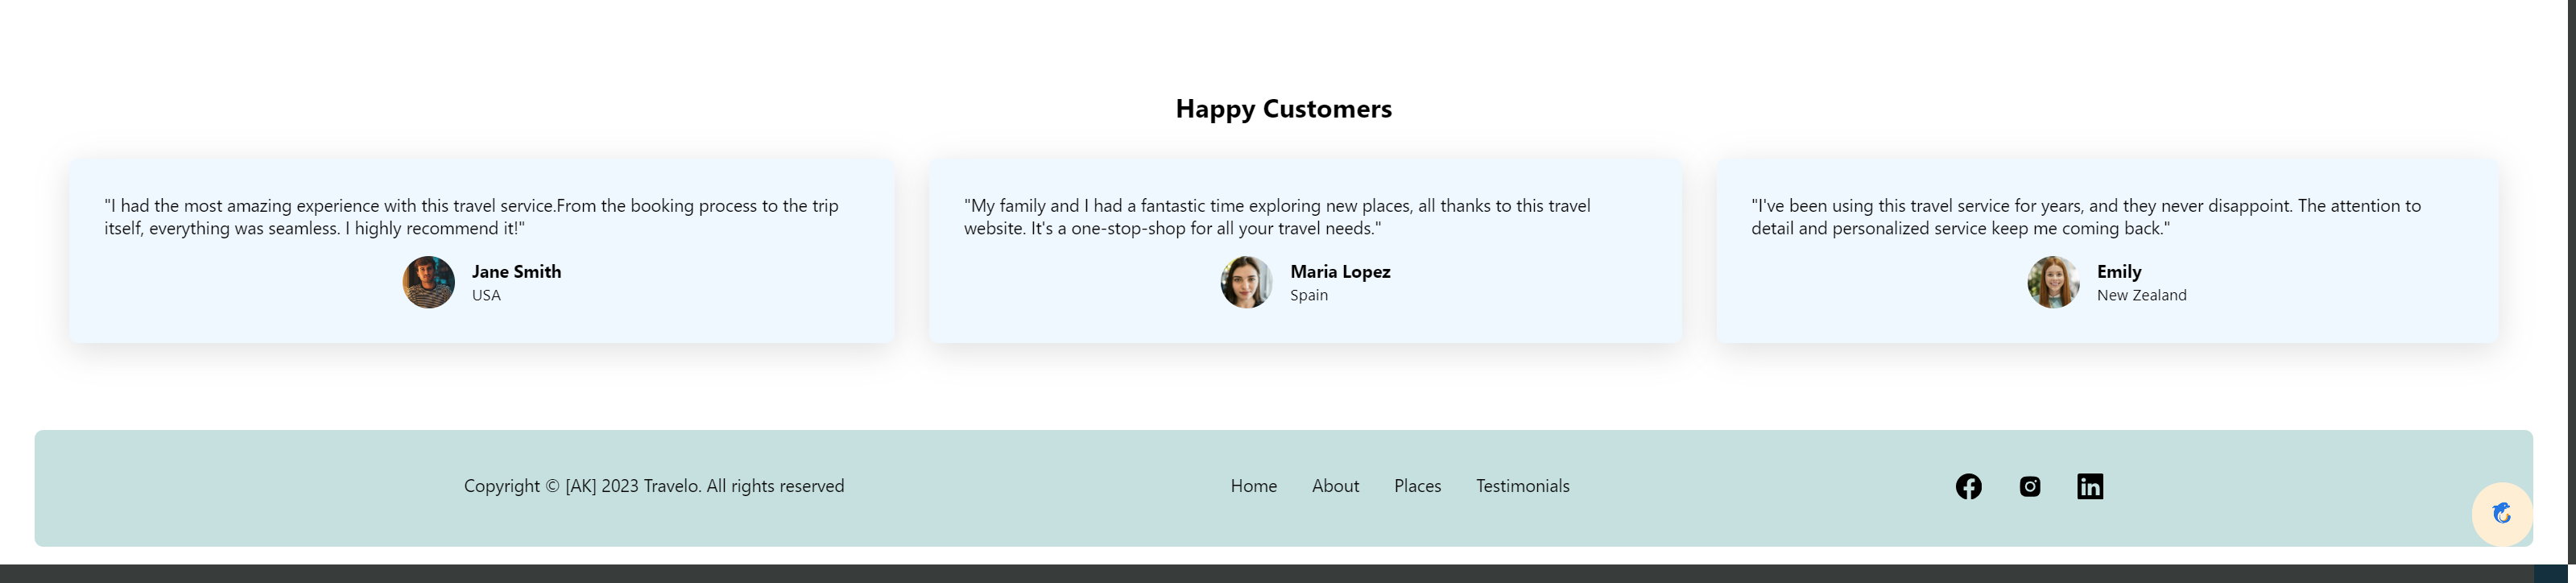 Happy Customers
"I had the most amazing experience with this travel service.From the booking process to the trip
itself, everything was seamless. I highly recommend it!"
Jane Smith
USA
"My family and I had a fantastic time exploring new places, all thanks to this travel
website. It's a one-stop-shop for all your travel needs."
Maria Lopez
Spain
"I've been using this travel service for years, and they never disappoint. The attention to
detail and personalized service keep me coming back."
Emily
New Zealand
Copyright © [AK] 2023 Travelo. All rights reserved
Home About Places Testimonials